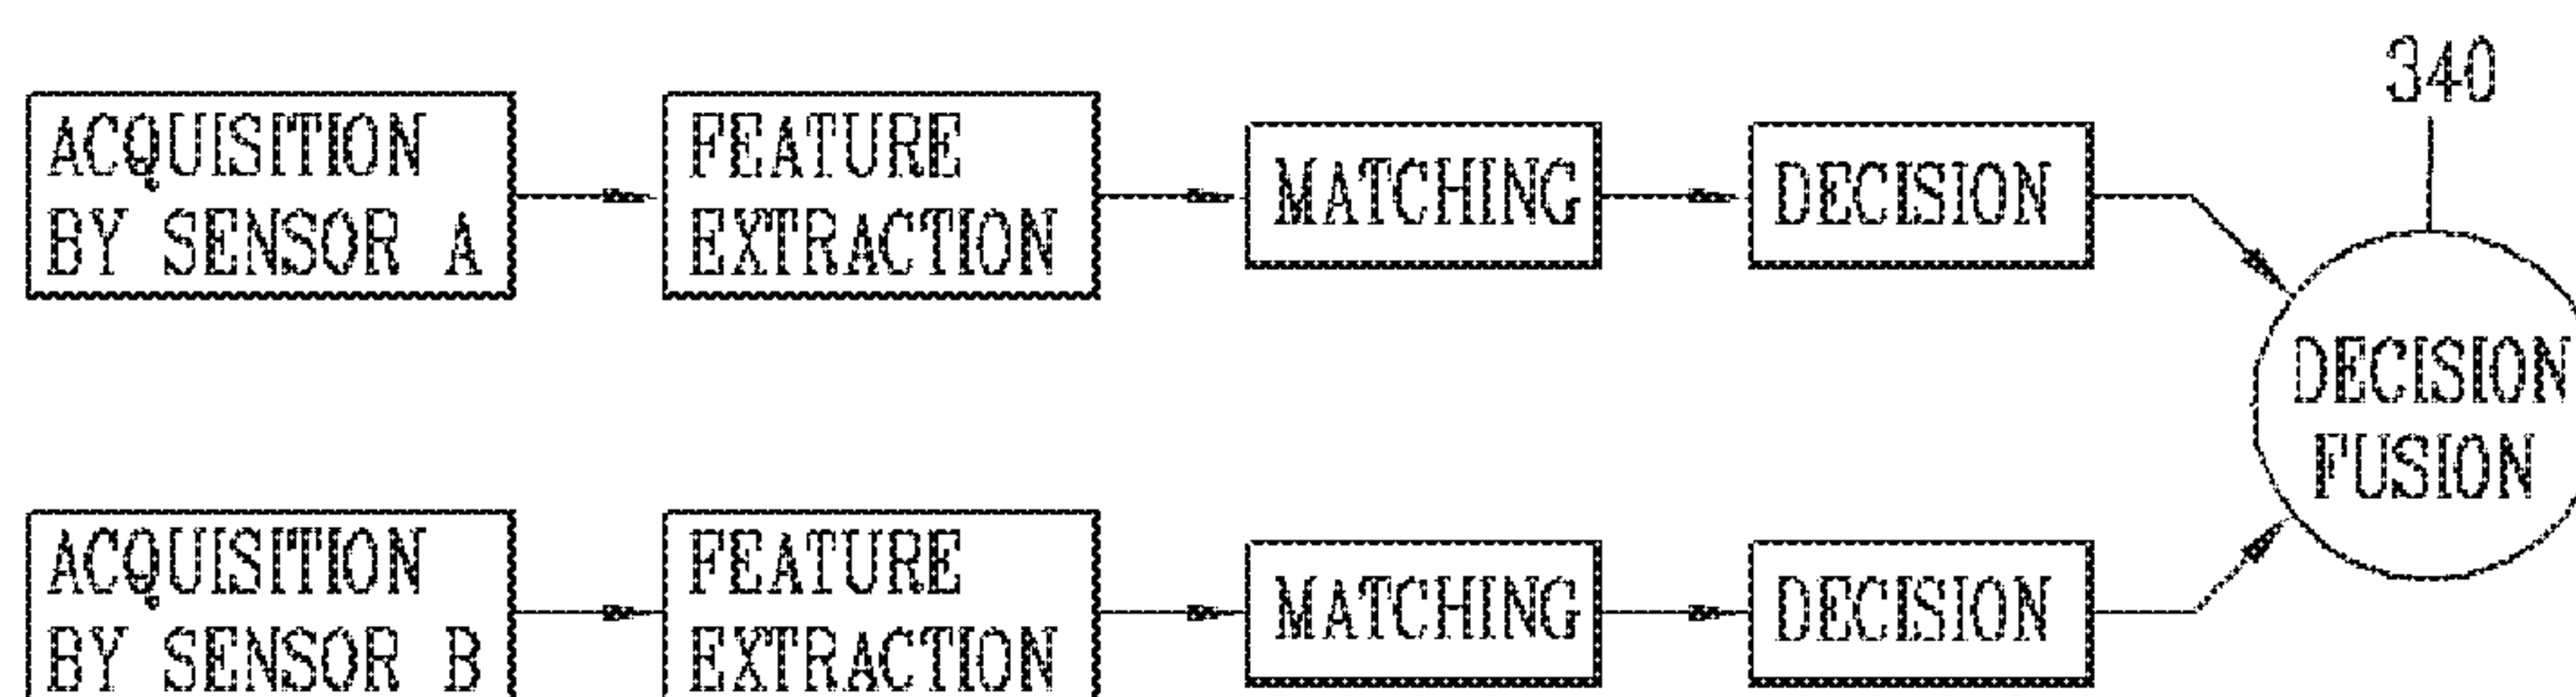 340
ACQUISITION
BY SENSOR A
FEATURE
EXTRACTION
MATCHING
DECISION
DECISION
FUSION
ACQUISITION
BY SENSOR B
FEATURE
EXTRACTION
MATCHING
DECISION